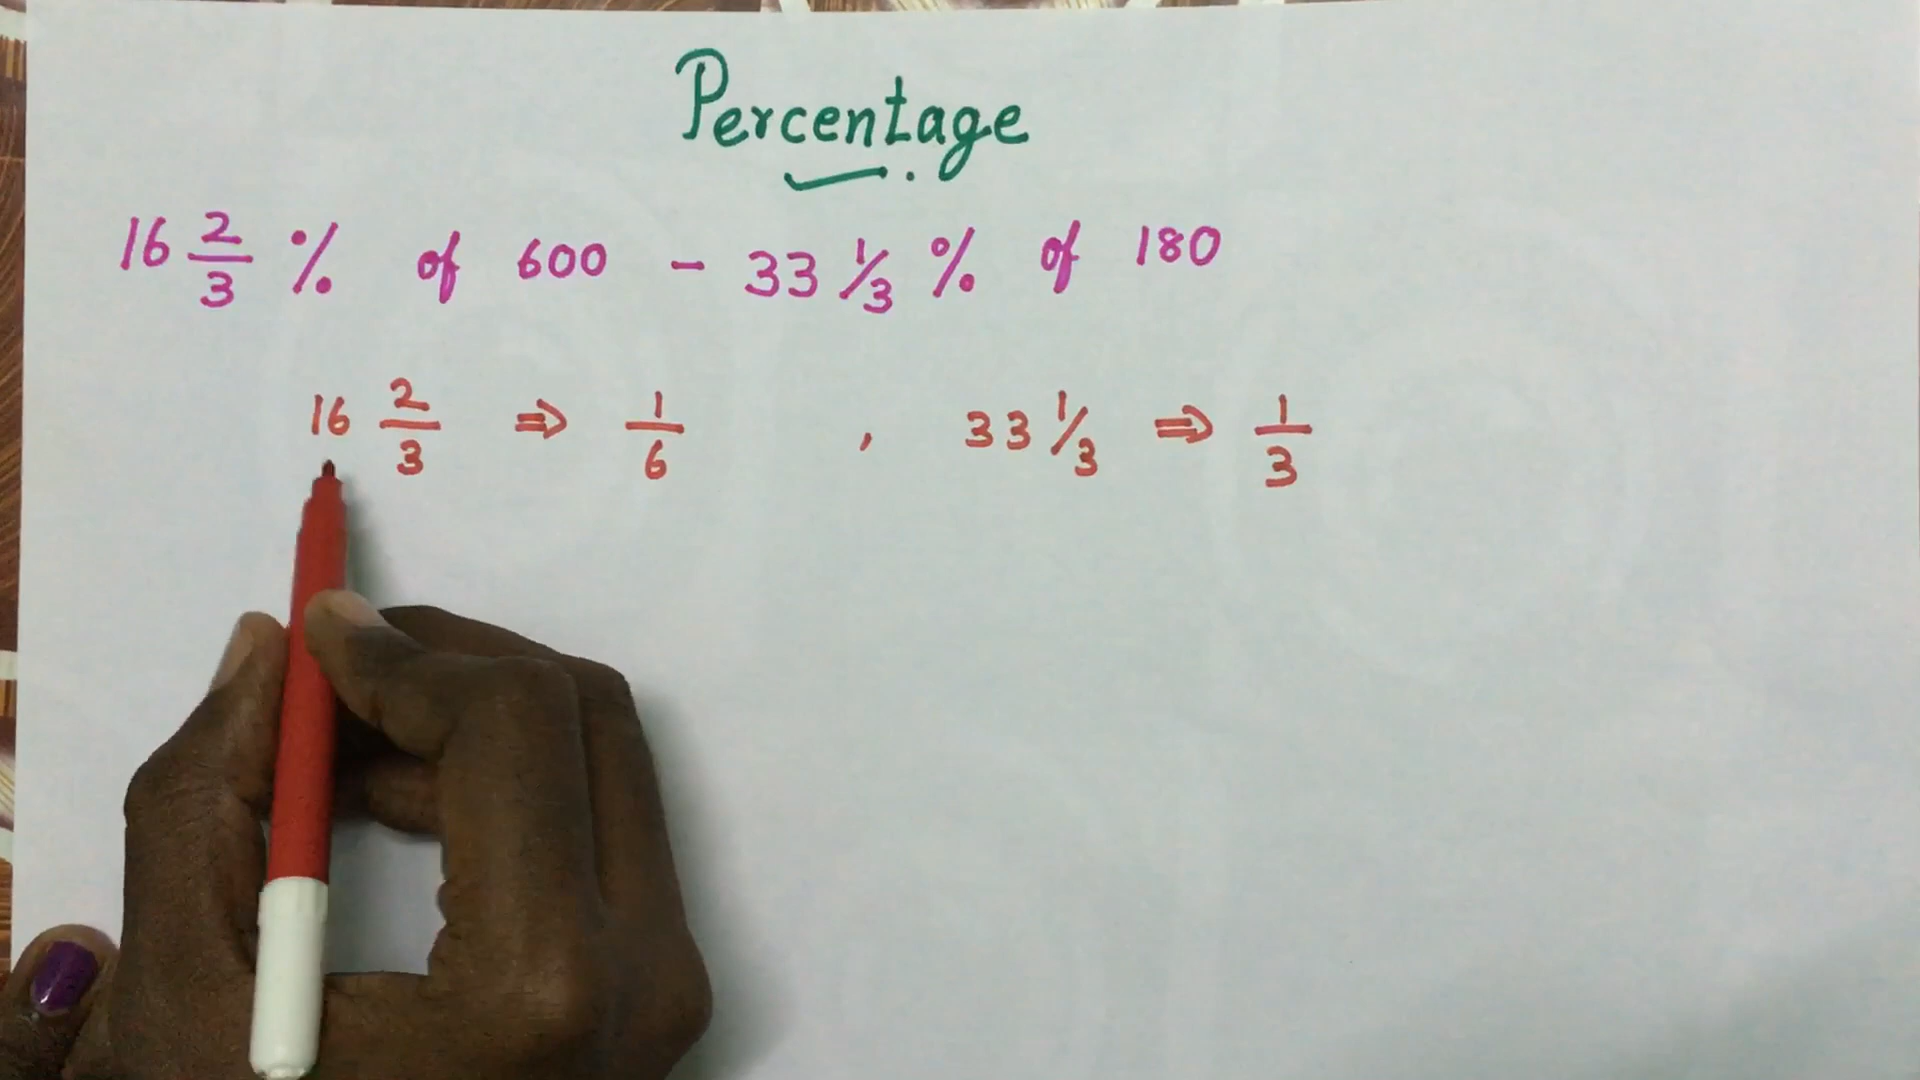 Percentage
16 2/3 % of 600 - 33 1/3 % of 180
16 2/3 ⇒ 1/6 , 33 1/3 ⇒ 1/3